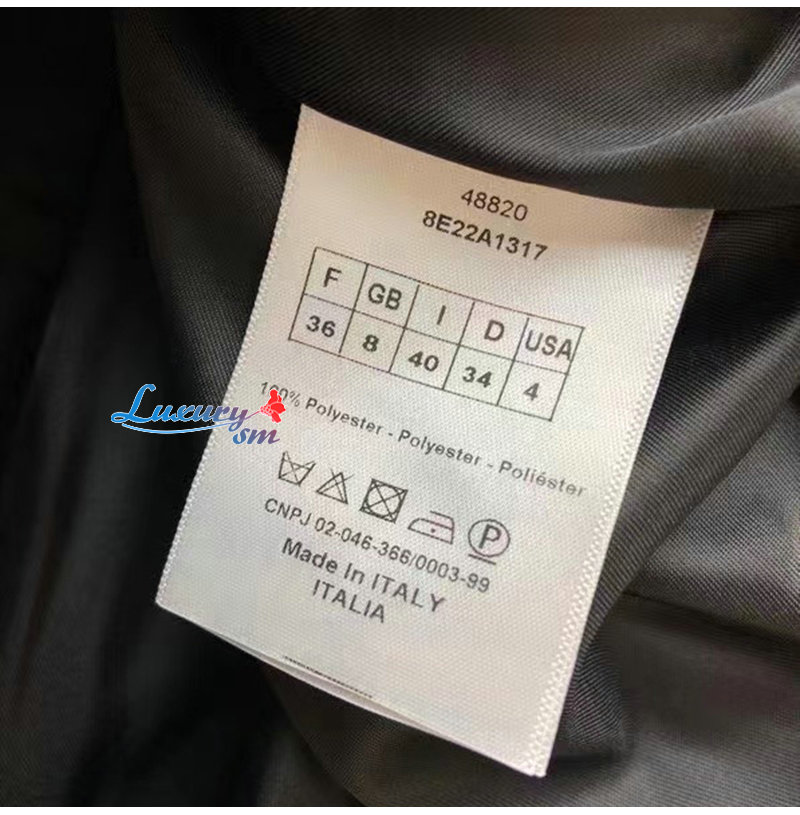 48820
8E22A1317
F GB I D USA
36 8 40 34 4
100% Polyester - Polyester - Poliéster
Luxury
sm
P
CNPJ 02-046-366/0003-99
Made In ITALY
ITALIA